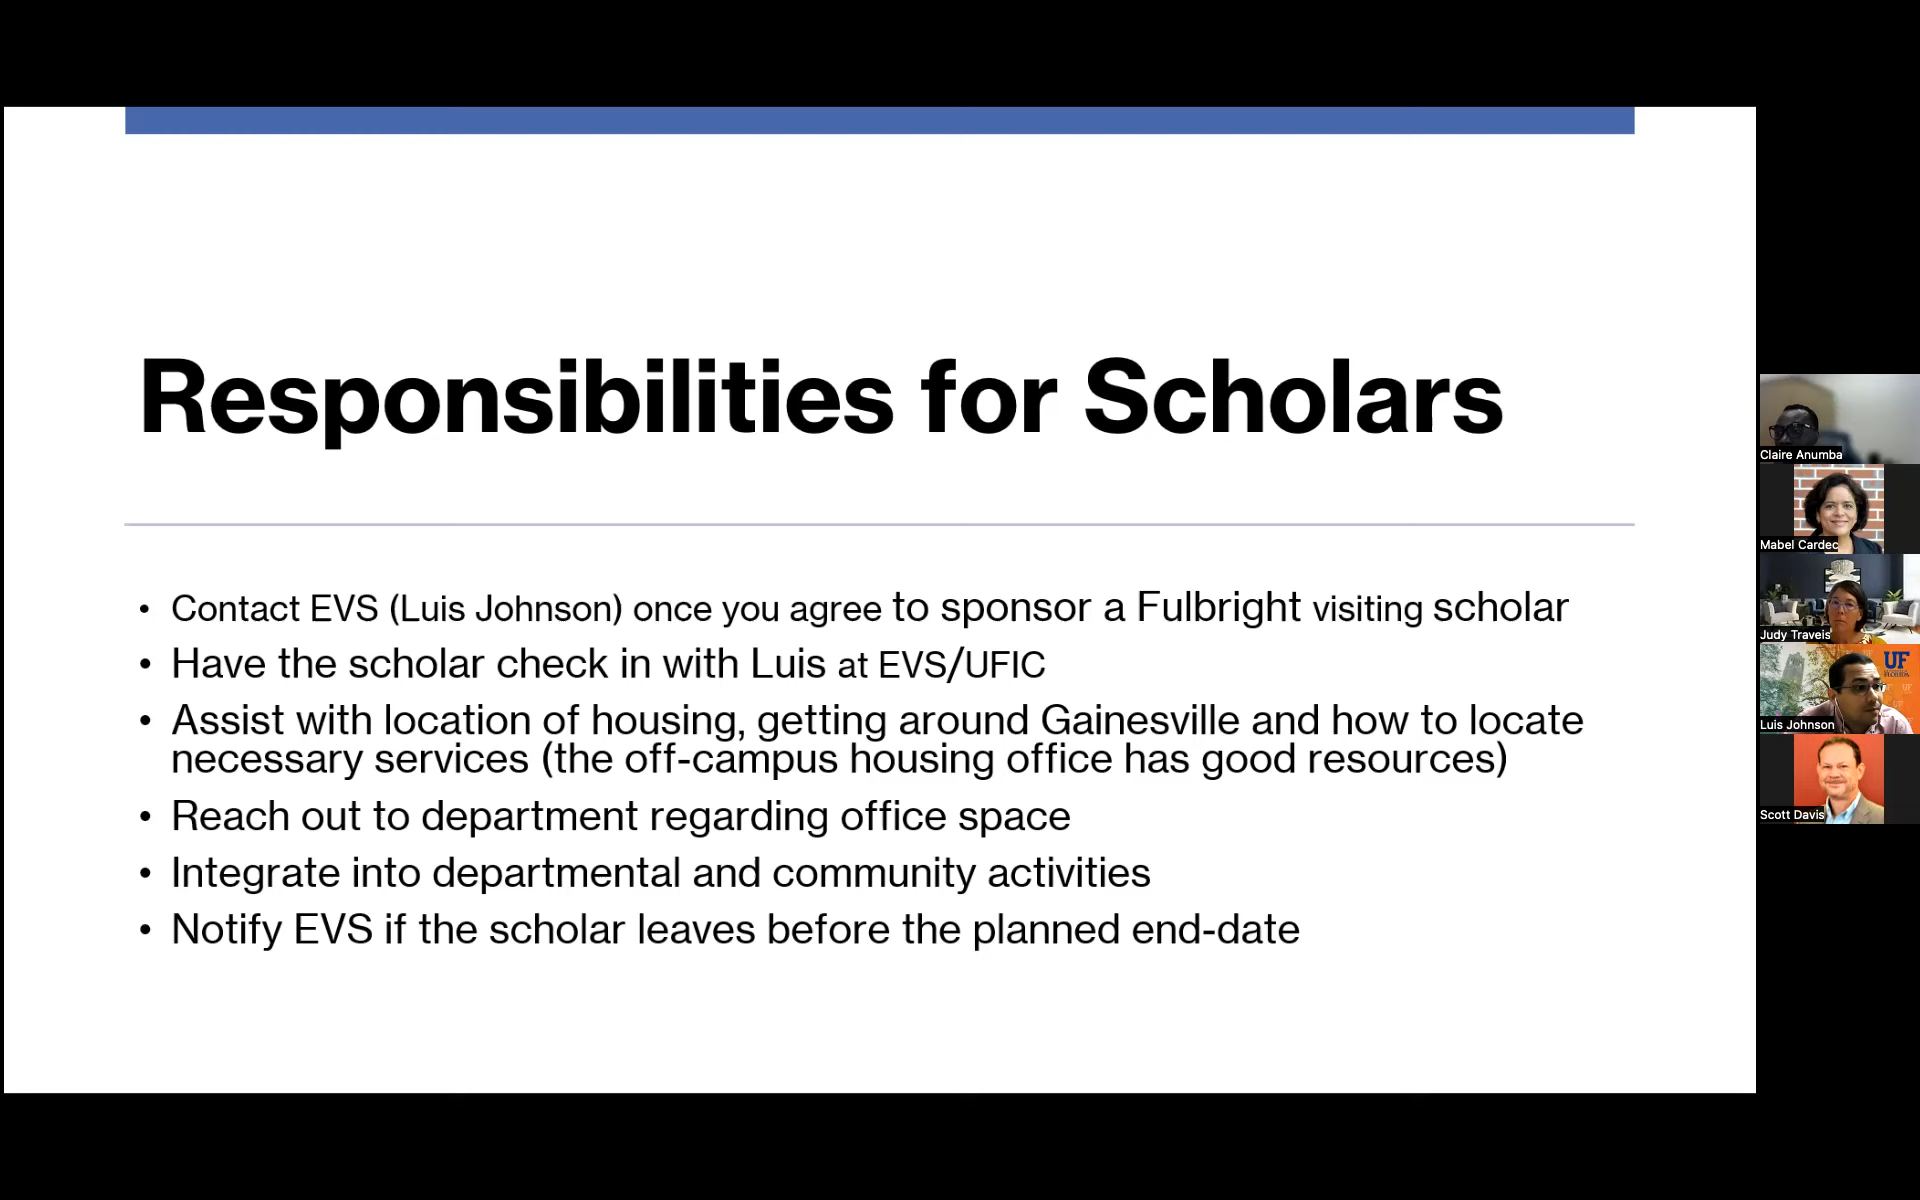 Responsibilities for Scholars
• Contact EVS (Luis Johnson) once you agree to sponsor a Fulbright visiting scholar
• Have the scholar check in with Luis at EVS/UFIC
• Assist with location of housing, getting around Gainesville and how to locate
necessary services (the off-campus housing office has good resources)
• Reach out to department regarding office space
• Integrate into departmental and community activities
• Notify EVS if the scholar leaves before the planned end-date
Claire Anumba
Mabel Cardec
Judy Traveis
UF
Luis Johnson
Scott Davis